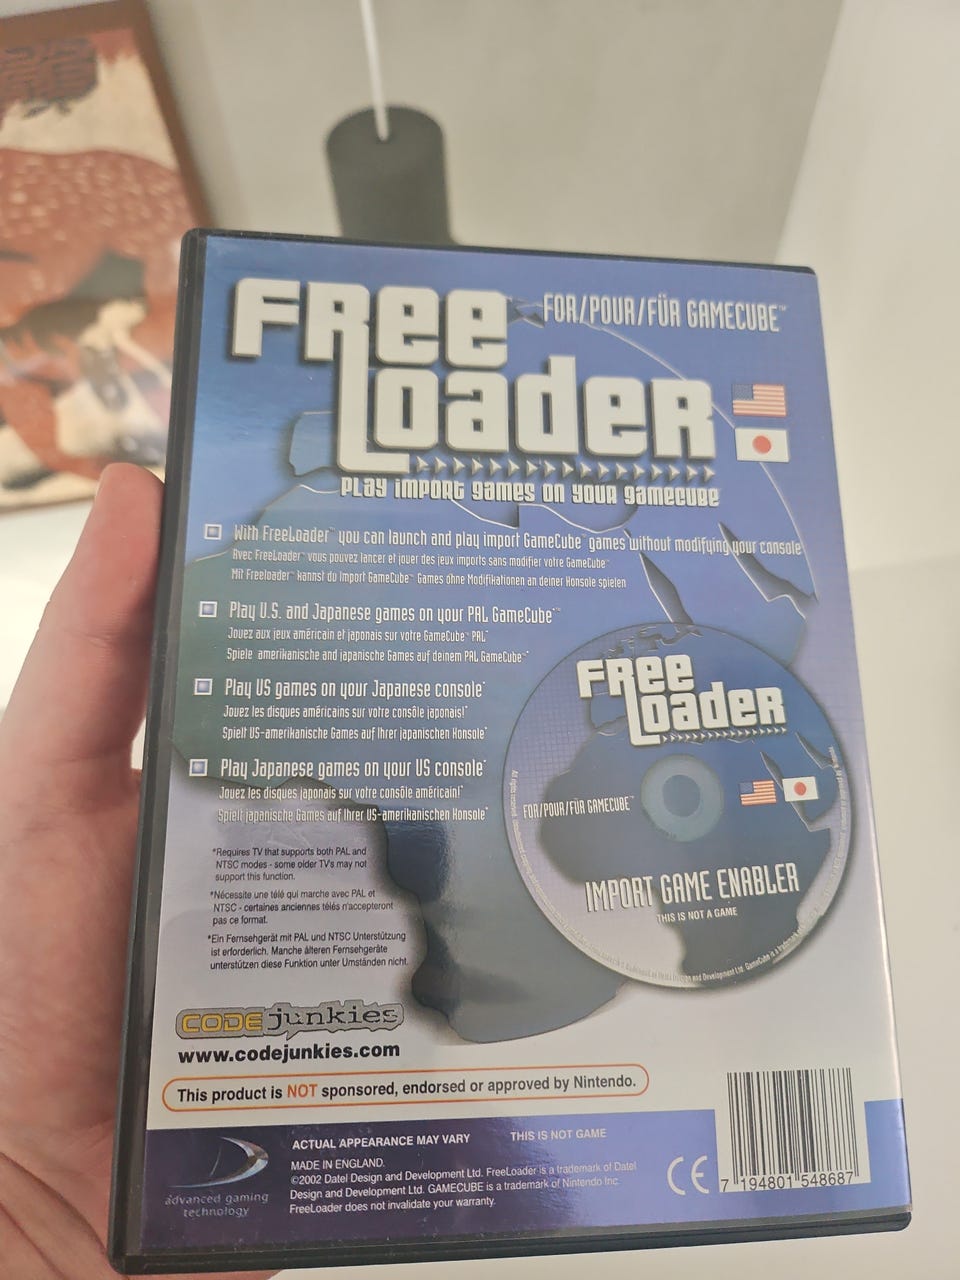 FREE LOADER
FOR/POUR/FÜR GAMECUBE™
PLAY IMPORT GAMES ON YOUR GAMECUBE
With FreeLoader™ you can launch and play import GameCube™ games without modifying your console
Avec FreeLoader™ vous pouvez lancer et jouer des jeux imports sans modifier votre GameCube™
Mit Freeloader™ kannst du Import GameCube™ Games ohne Modifikationen an deiner Konsole spielen
Play U.S. and Japanese games on your PAL GameCube*™
Jouez aux jeux américain et japonais sur votre GameCube™ PAL*
Spiele amerikanische and japanische Games auf deinem PAL GameCube™*
Play US games on your Japanese console*
Jouez les disques américains sur votre consôle japonais!*
Spielt US-amerikanische Games auf Ihrer japanischen Konsole*
Play Japanese games on your US console*
Jouez les disques japonais sur votre consôle américain!*
Spielt japanische Games auf Ihrer US-amerikanischen Konsole*
*Requires TV that supports both PAL and
NTSC modes - some older TV's may not
support this function.
*Nécessite une télé qui marche avec PAL et
NTSC - certaines anciennes télés n'accepteront
pas ce format.
*Ein Fernsehgerät mit PAL und NTSC Unterstützung
ist erforderlich. Manche älteren Fernsehgeräte
unterstützen diese Funktion unter Umständen nicht.
FREE LOADER
FOR/POUR/FÜR GAMECUBE™
IMPORT GAME ENABLER
THIS IS NOT A GAME
Design and Development Ltd. GameCube is a
CODEjunkies
www.codejunkies.com
This product is NOT sponsored, endorsed or approved by Nintendo.
ACTUAL APPEARANCE MAY VARY THIS IS NOT GAME
MADE IN ENGLAND.
©2002 Datel Design and Development Ltd. FreeLoader is a trademark of Datel
Design and Development Ltd. GAMECUBE is a trademark of Nintendo Inc.
FreeLoader does not invalidate your warranty.
advanced gaming
technology
CE
7 194801 548687